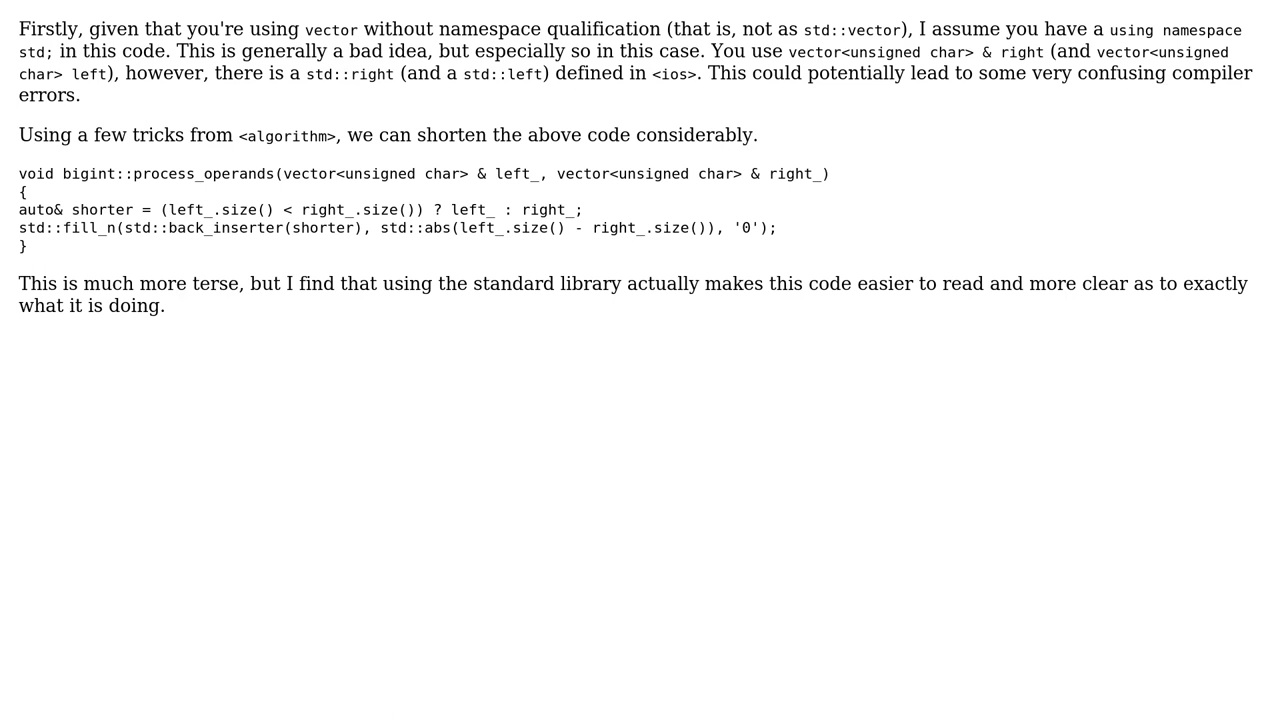 Firstly, given that you're using vector without namespace qualification (that is, not as std::vector), I assume you have a using namespace
std; in this code. This is generally a bad idea, but especially so in this case. You use vector<unsigned char> & right (and vector<unsigned
char> left), however, there is a std::right (and a std::left) defined in <ios>. This could potentially lead to some very confusing compiler
errors.
Using a few tricks from <algorithm>, we can shorten the above code considerably.
void bigint::process_operands(vector<unsigned char> & left_, vector<unsigned char> & right_)
{
auto& shorter = (left_.size() < right_.size()) ? left_ : right_;
std::fill_n(std::back_inserter(shorter), std::abs(left_.size() - right_.size()), '0');
}
This is much more terse, but I find that using the standard library actually makes this code easier to read and more clear as to exactly
what it is doing.